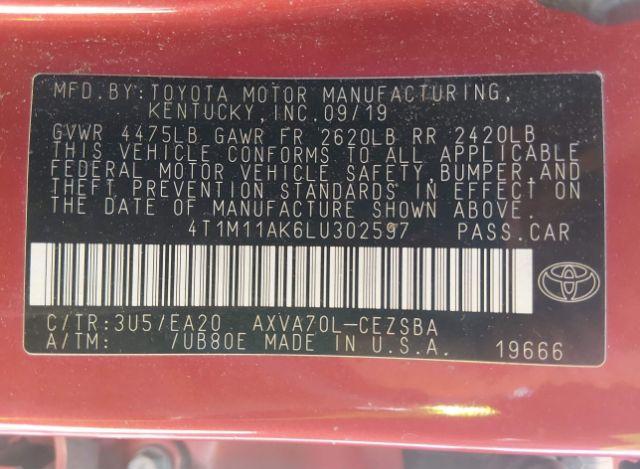 MFD.BY:TOYOTA MOTOR MANUFACTURING,
KENTUCKY,INC.09/19
GVWR 4475LB GAWR FR 2620LB RR 2420LB
THIS VEHICLE CONFORMS TO ALL APPLICABLE
FEDERAL MOTOR VEHICLE SAFETY,BUMPER,AND
THEFT PREVENTION STANDARDS IN EFFECT ON
THE DATE OF MANUFACTURE SHOWN ABOVE.
4T1M11AK6LU302597 PASS.CAR
C/TR:3U5/EA20 AXVA70L-CEZSBA
A/TM: /UB80E MADE IN U.S.A. 19666